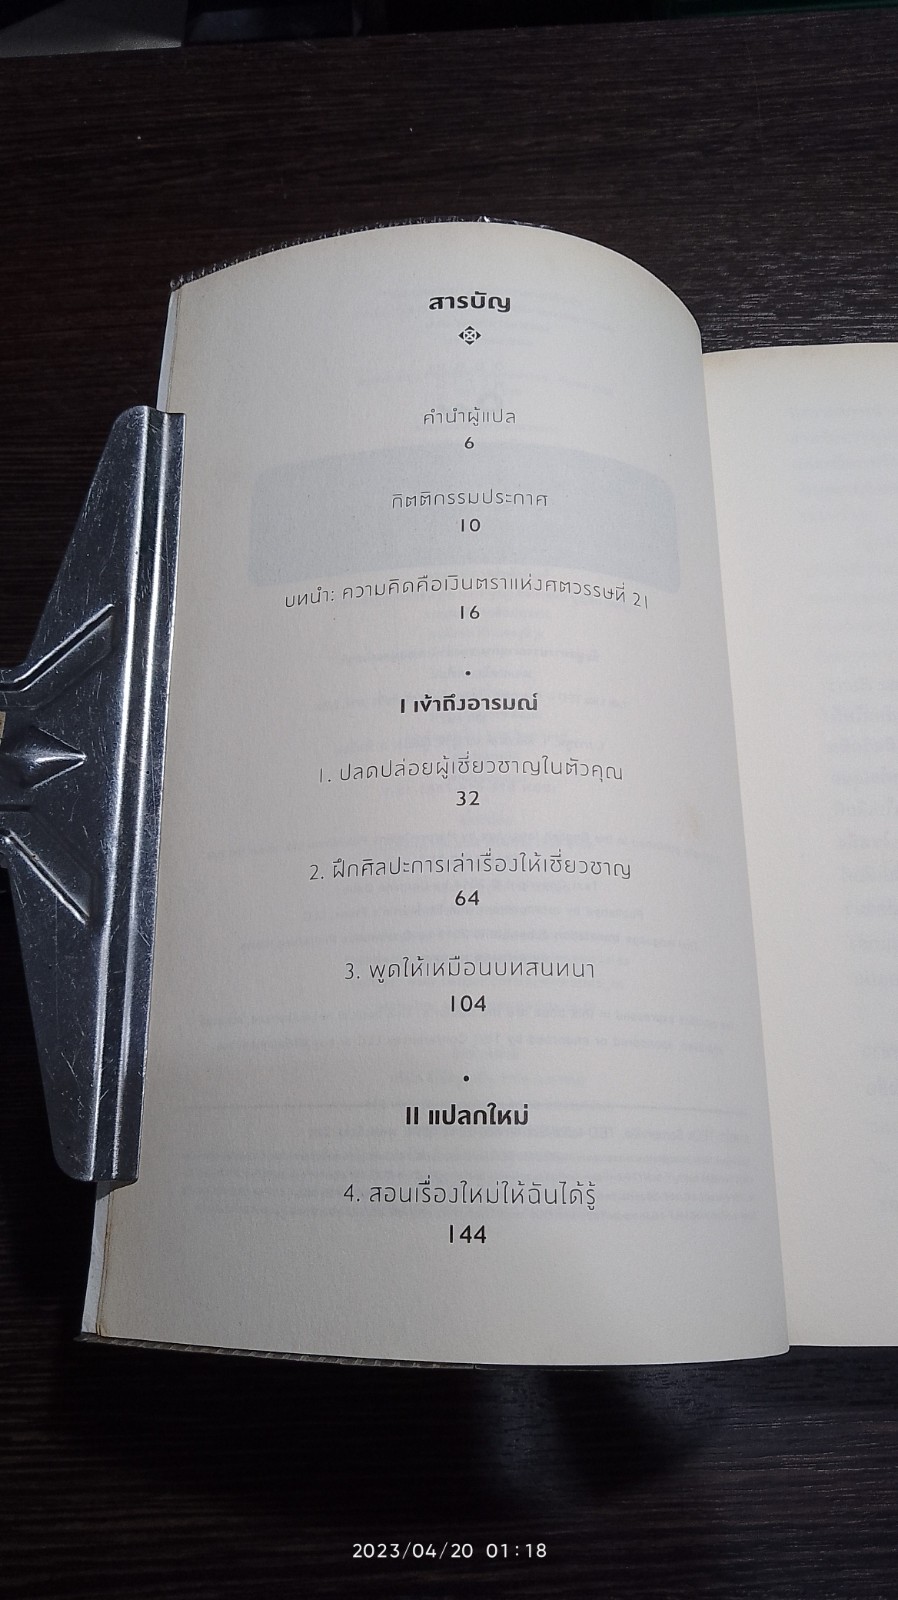 สารบัญ
คำนำผู้แปล
6
กิตติกรรมประกาศ
10
บทนำ: ความคิดคือเงินตราแห่งศตวรรษที่ 21
16
•
I เข้าถึงอารมณ์
1. ปลดปล่อยผู้เชี่ยวชาญในตัวคุณ
32
2. ฝึกศิลปะการเล่าเรื่องให้เชี่ยวชาญ
64
3. พูดให้เหมือนบทสนทนา
104
•
II แปลกใหม่
4. สอนเรื่องใหม่ให้ฉันได้รู้
144
2023/04/20 01:18